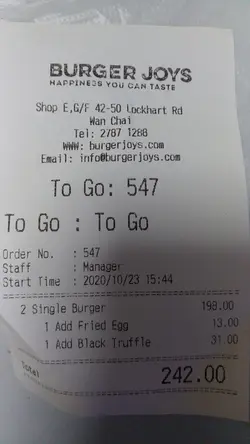 BURGER JOYS
HAPPINESS YOU CAN TASTE
Shop E,G/F 42-50 Lockhart Rd
Wan Chai
Tel: 2787 1288
WWW: burgerjoys.com
Email: info@burgerjoys.com
To Go: 547
To Go : To Go
Order No. : 547
Staff : Manager
Start Time : 2020/10/23 15:44
2 Single Burger 198.00
1 Add Fried Egg 13.00
1 Add Black Truffle 31.00
Total 242.00